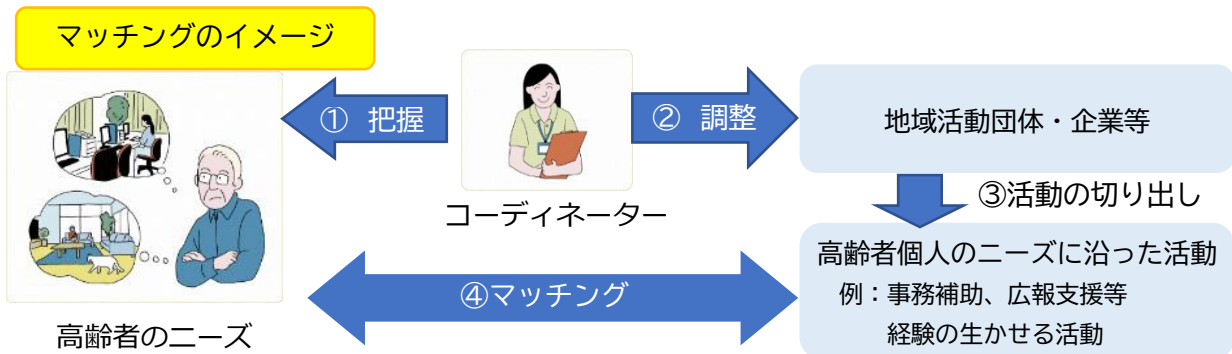 マッチングのイメージ
① 把握
② 調整
地域活動団体・企業等
コーディネーター
③活動の切り出し
高齢者個人のニーズに沿った活動
例：事務補助、広報支援等
経験の生かせる活動
④マッチング
高齢者のニーズ